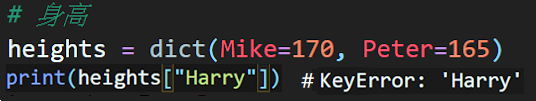 # 身高
heights = dict(Mike=170, Peter=165)
print(heights["Harry"]) #KeyError: 'Harry'